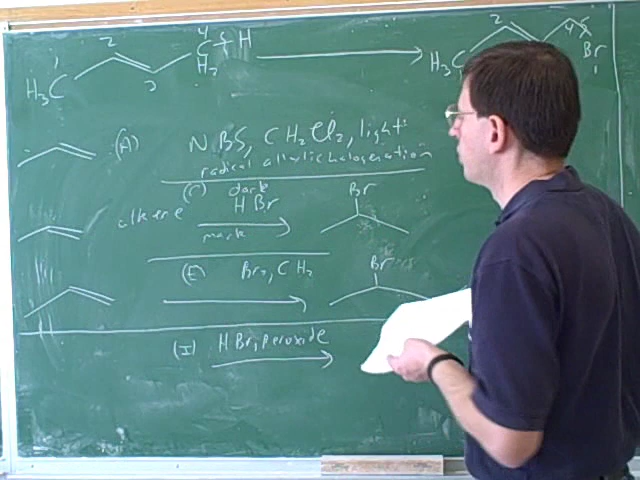 1 2 3 4 C H
H₃C H₂
H₃C 2 4 Br
1
(A) NBS, CH₂Cl₂, light
radical allylic halogenation
(C) dark
alkene HBr Br
mark
(E) Br₂, CH₂ Br
(I) HBr, peroxide